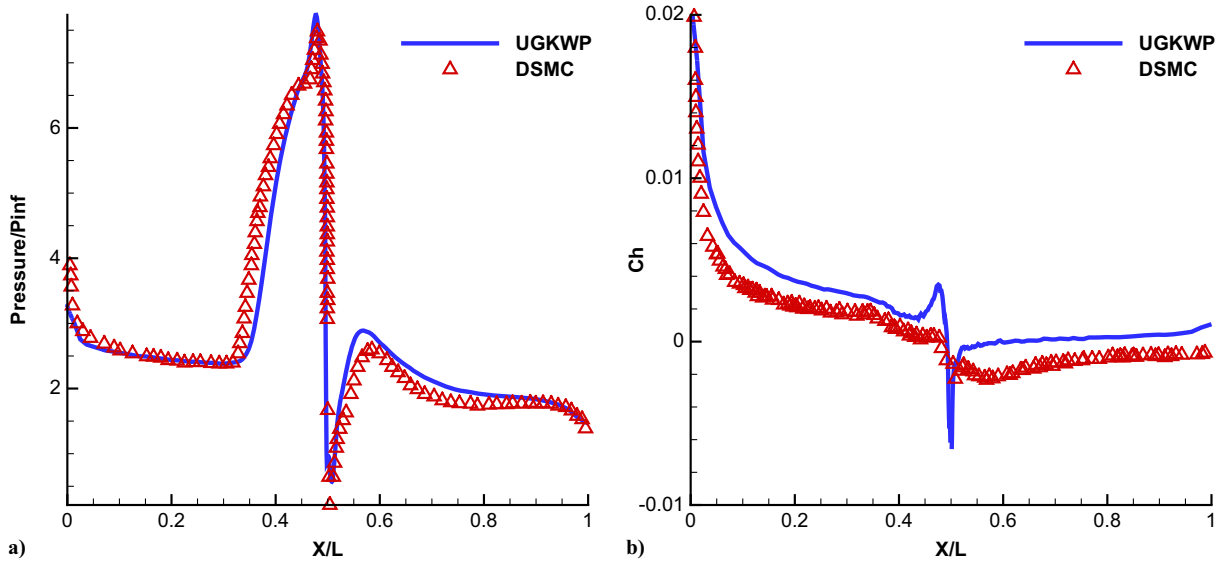 UGKWP
DSMC
6
4
2
Pressure/Pinf
0 0.2 0.4 0.6 0.8 1
X/L
a)
0.02
UGKWP
DSMC
0.01
0
-0.01
Ch
0 0.2 0.4 0.6 0.8 1
X/L
b)